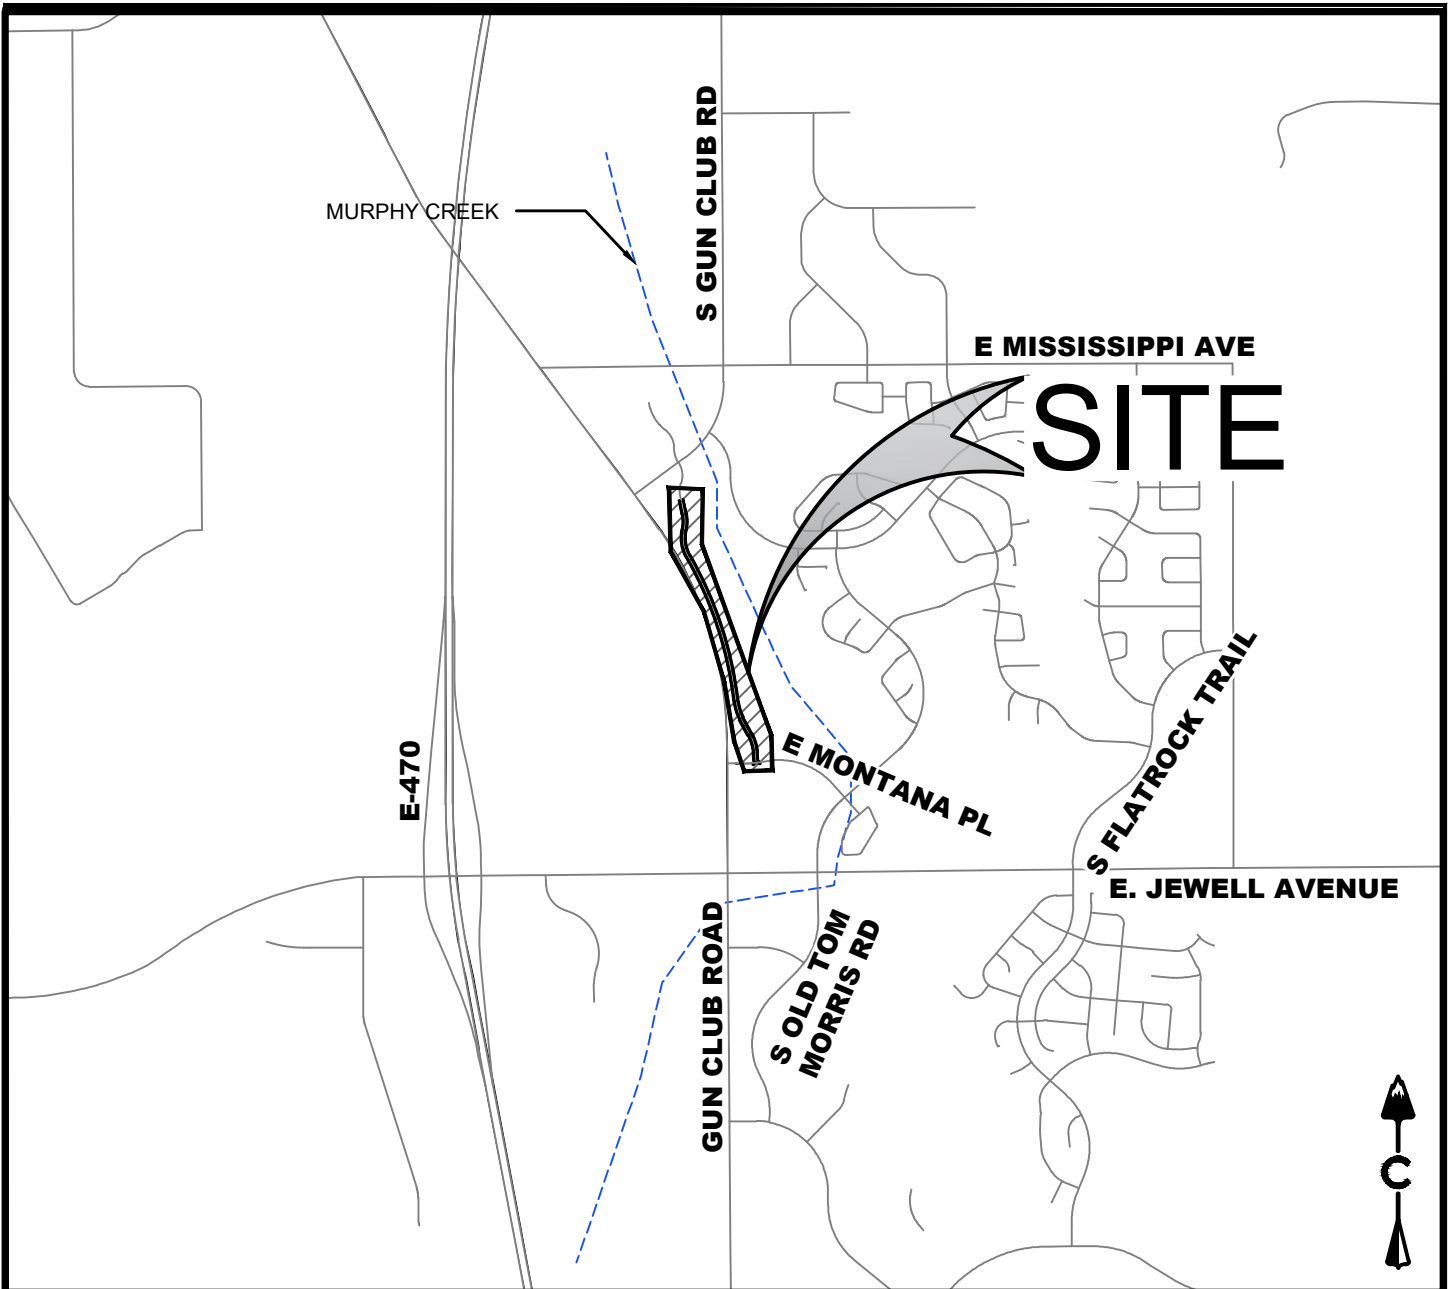 S GUN CLUB RD
MURPHY CREEK
E MISSISSIPPI AVE
SITE
S FLATROCK TRAIL
E-470
E MONTANA PL
E. JEWELL AVENUE
GUN CLUB ROAD
S OLD TOM
MORRIS RD
C